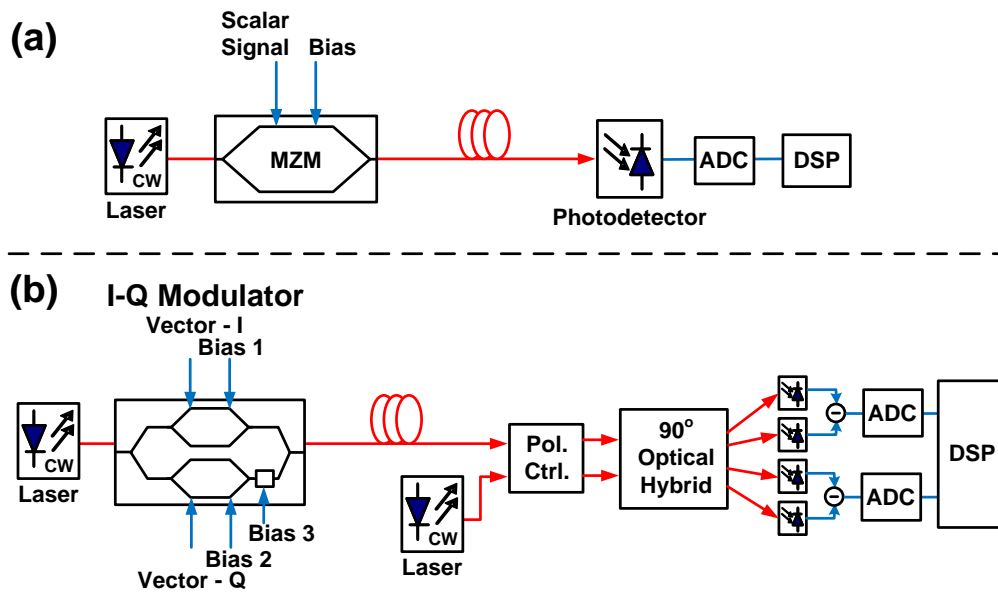 (a)
Scalar
Signal
Bias
CW
Laser
MZM
Photodetector
ADC
DSP
(b)
I-Q Modulator
Vector - I
Bias 1
CW
Laser
Bias 3
Bias 2
Vector - Q
CW
Laser
Pol.
Ctrl.
90°
Optical
Hybrid
ADC
ADC
DSP